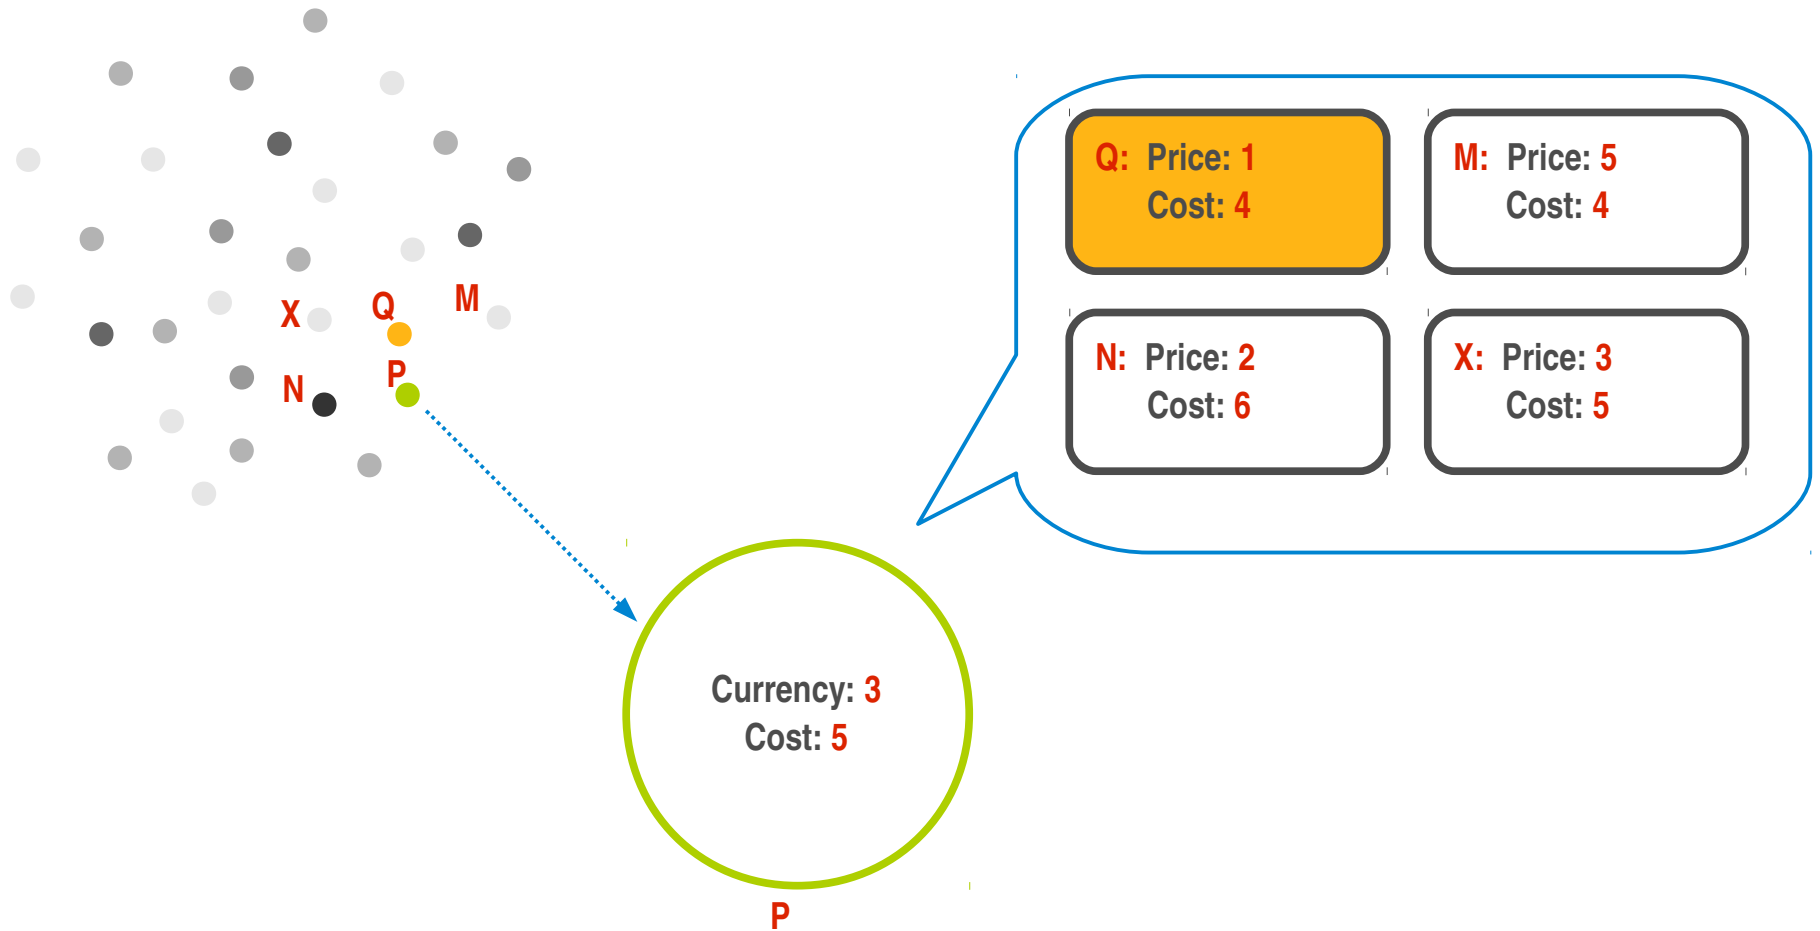 X
Q
M
N
P
Q: Price: 1
Cost: 4
M: Price: 5
Cost: 4
N: Price: 2
Cost: 6
X: Price: 3
Cost: 5
Currency: 3
Cost: 5
P